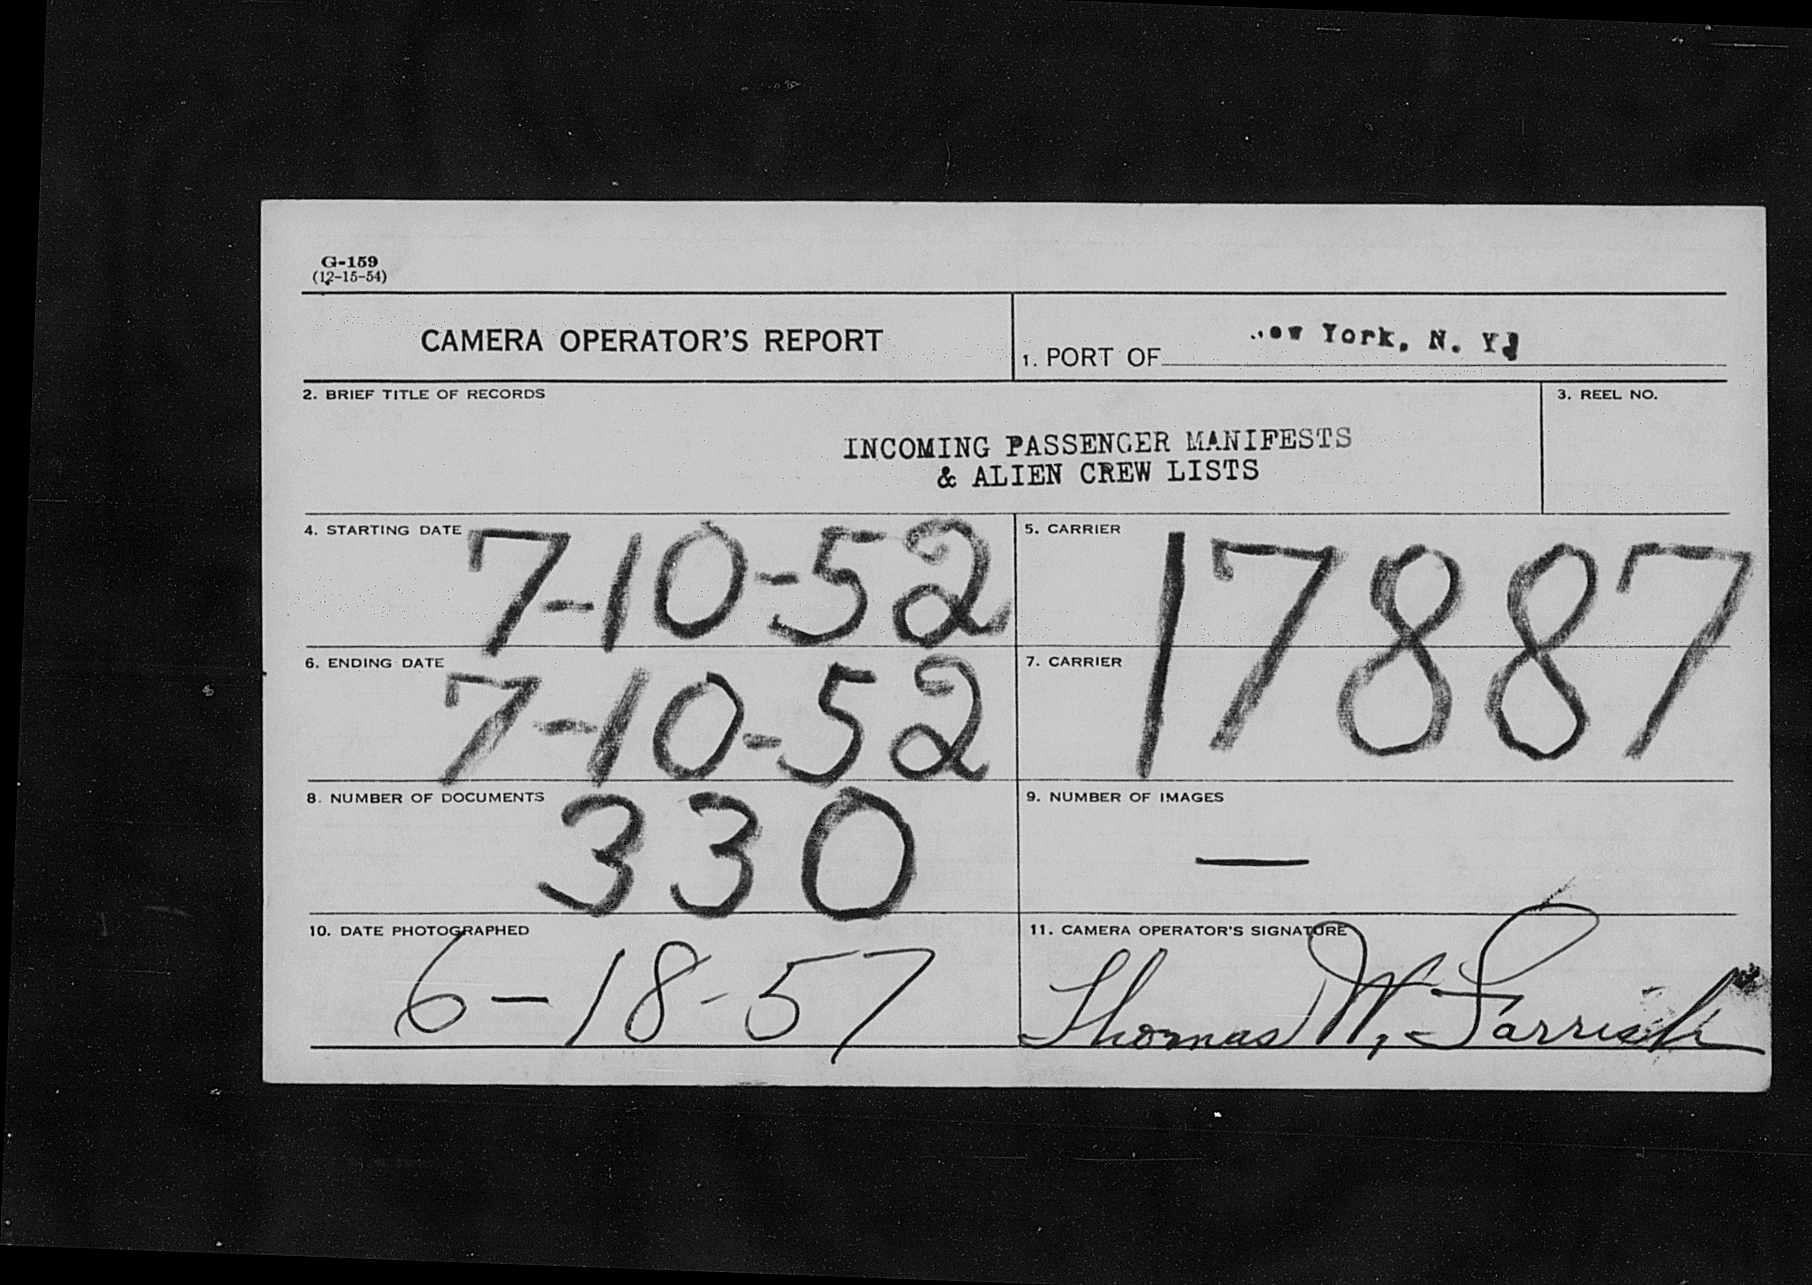 G-159
(12-15-54)
CAMERA OPERATOR'S REPORT
1. PORT OF New York, N. Y.
2. BRIEF TITLE OF RECORDS
3. REEL NO.
INCOMING PASSENGER MANIFESTS
& ALIEN CREW LISTS
4. STARTING DATE 7-10-52
5. CARRIER 17887
6. ENDING DATE 7-10-52
7. CARRIER
8. NUMBER OF DOCUMENTS 330
9. NUMBER OF IMAGES —
10. DATE PHOTOGRAPHED
6-18-57
11. CAMERA OPERATOR'S SIGNATURE
Thomas W. Farrish